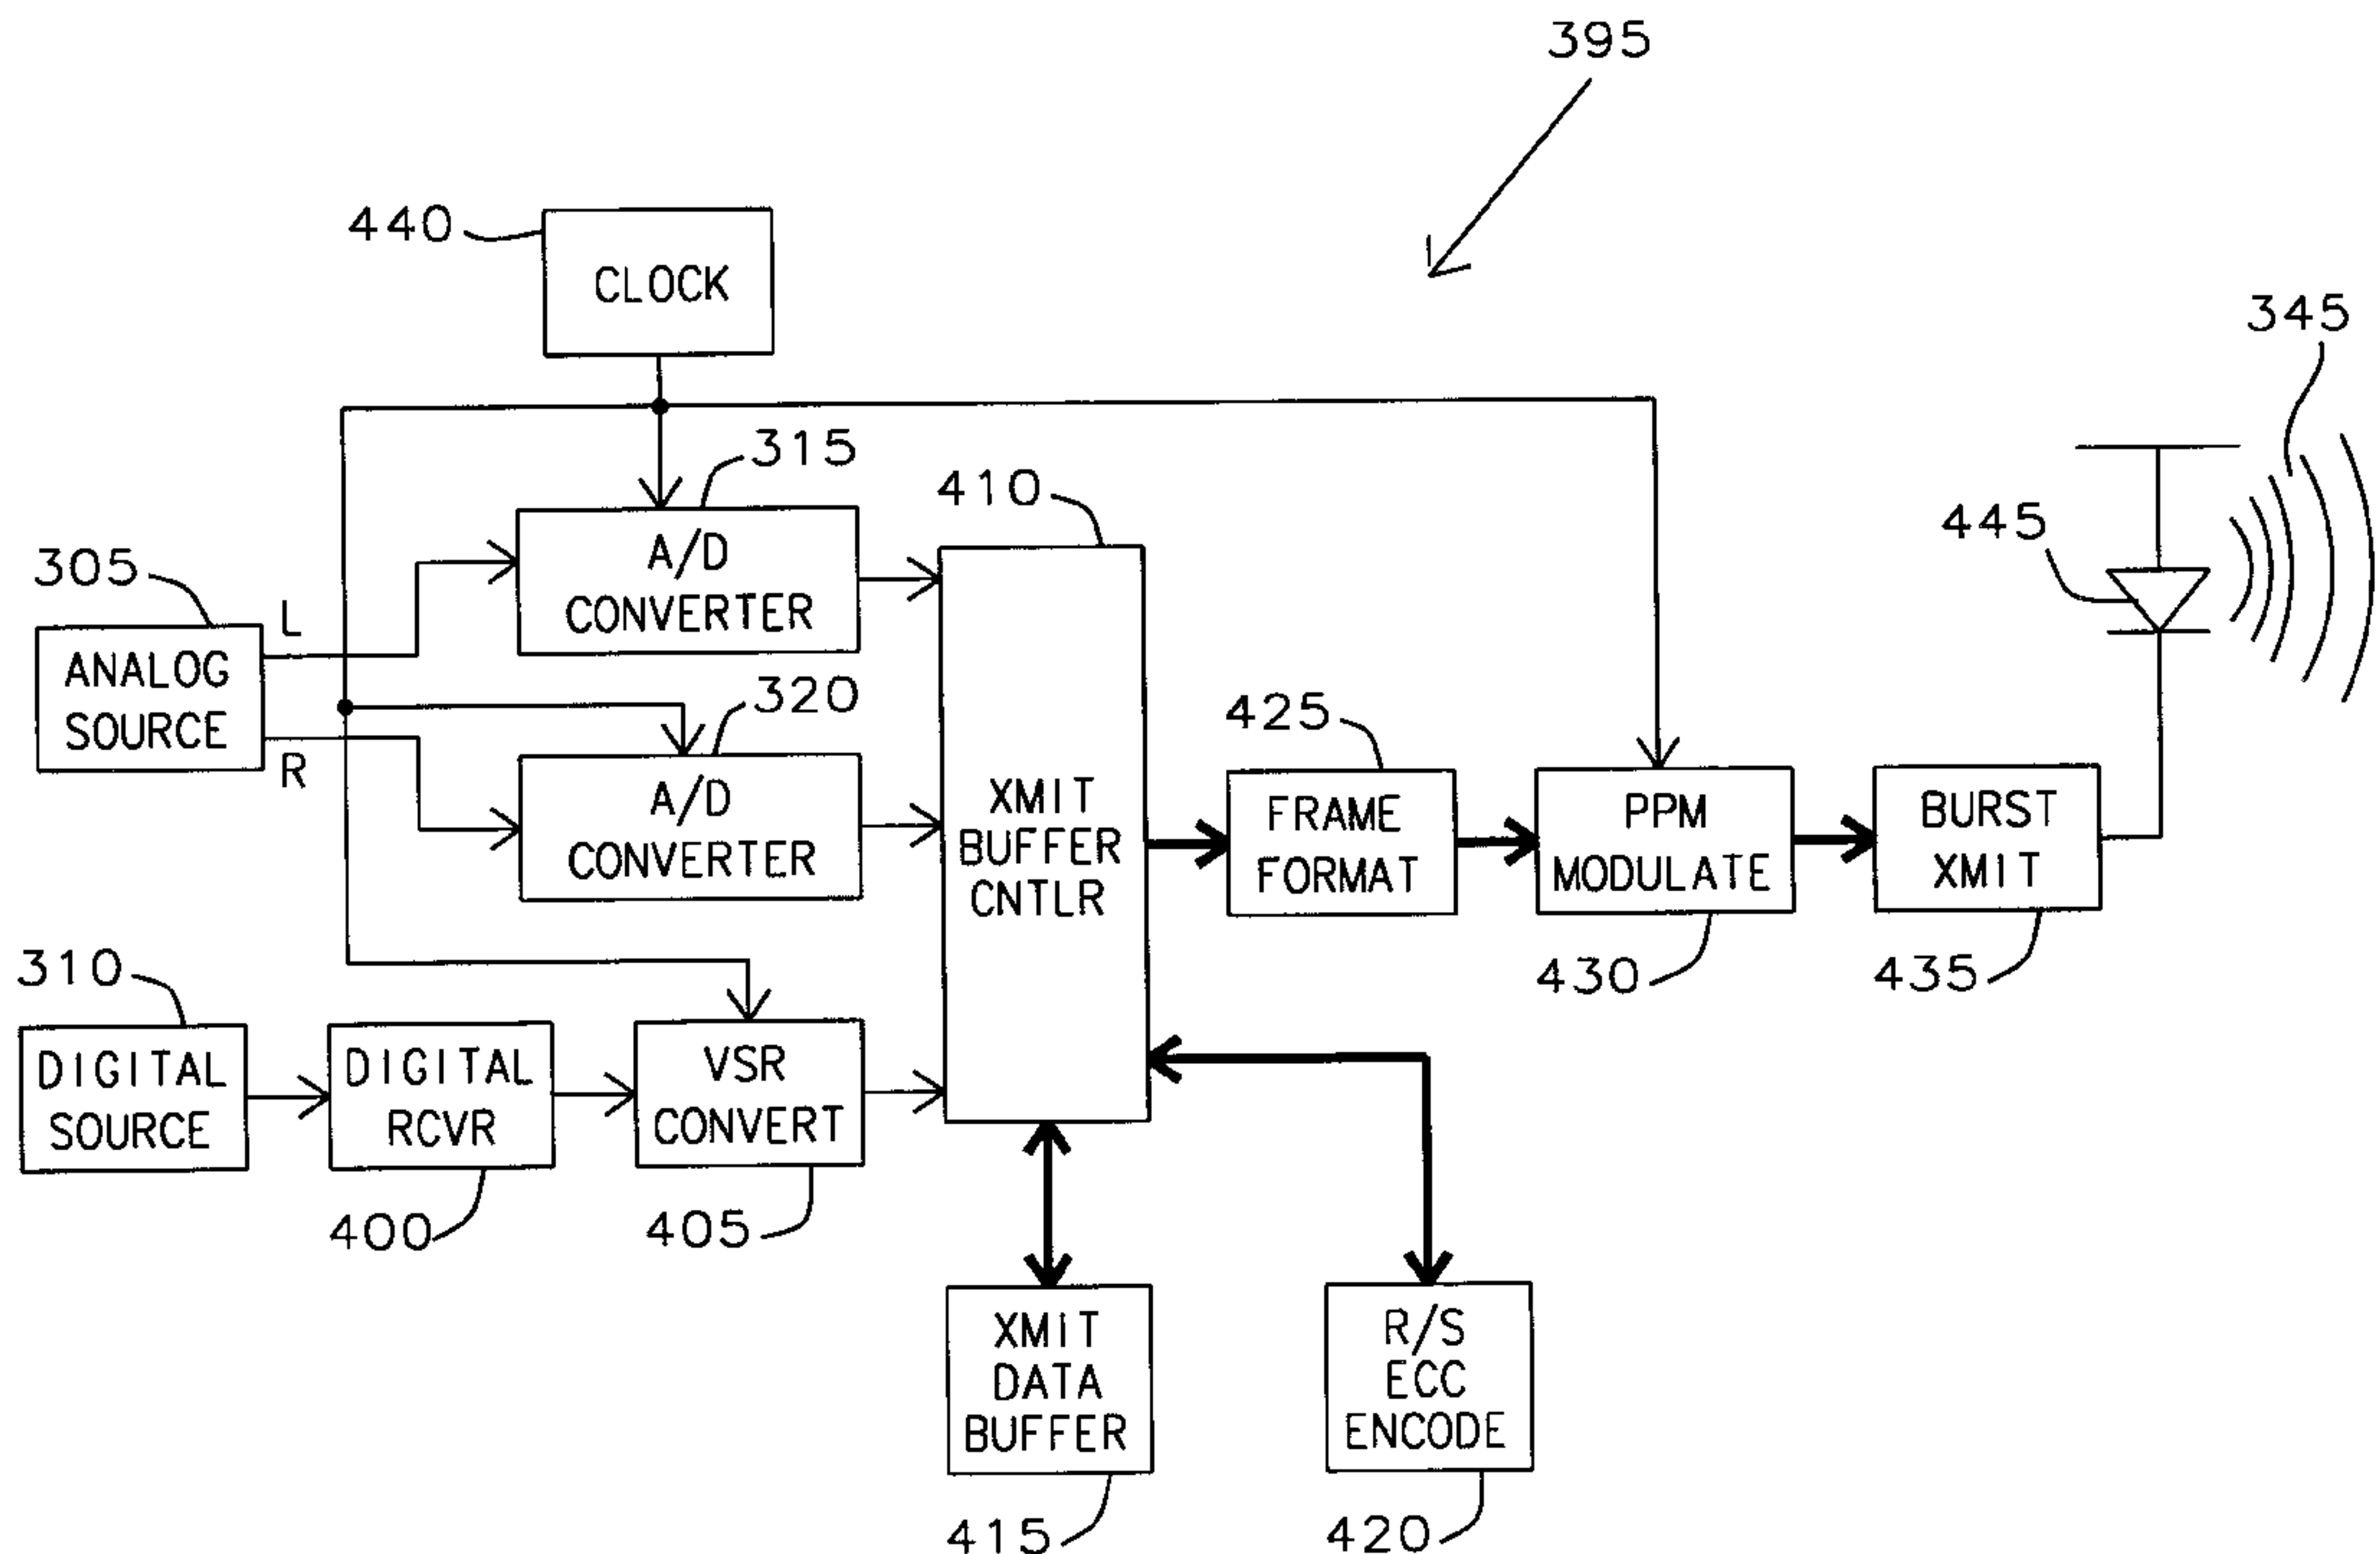 395
440
CLOCK
345
315
410
445
A/D
CONVERTER
305
L
ANALOG
SOURCE
R
320
A/D
CONVERTER
XMIT
BUFFER
CNTLR
425
FRAME
FORMAT
PPM
MODULATE
430
BURST
XMIT
435
310
DIGITAL
SOURCE
DIGITAL
RCVR
400
VSR
CONVERT
405
XMIT
DATA
BUFFER
415
R/S
ECC
ENCODE
420